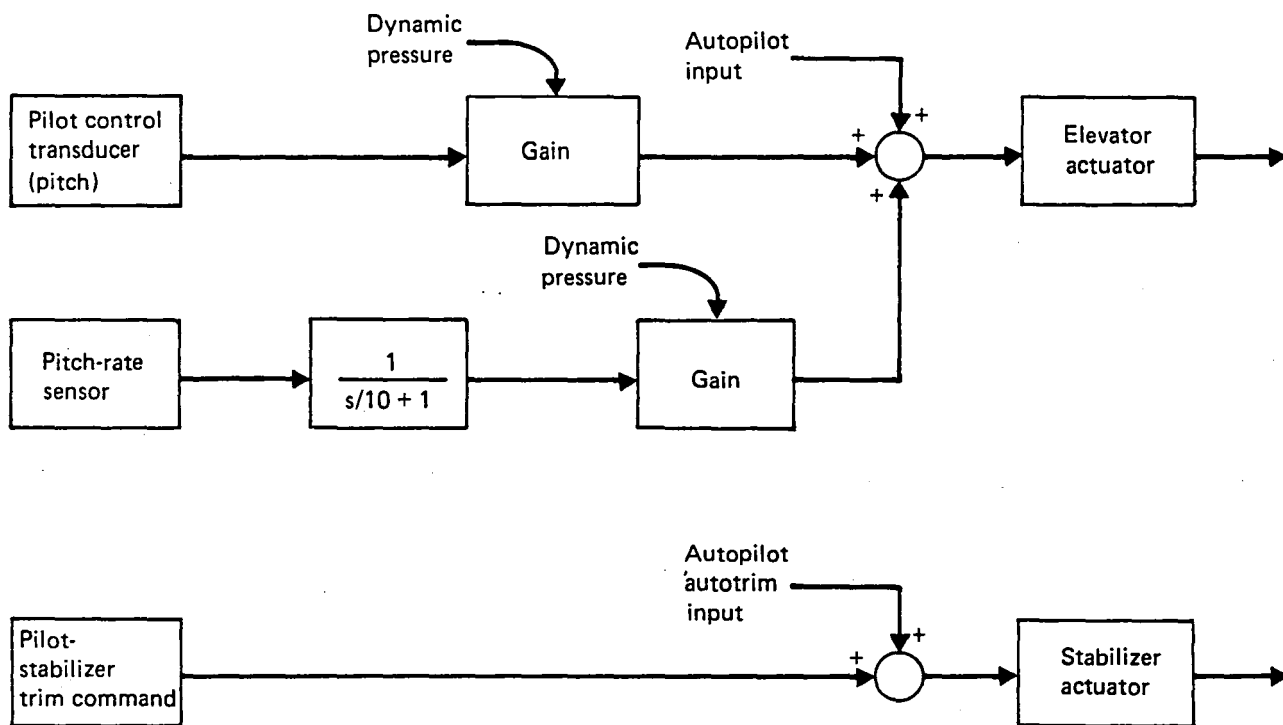 Dynamic
pressure
Autopilot
input
Pilot control
transducer
(pitch)
Gain
+
+
+
Elevator
actuator
Dynamic
pressure
Pitch-rate
sensor
1
s/10 + 1
Gain
Autopilot
autotrim
input
Pilot-
stabilizer
trim command
+
+
Stabilizer
actuator